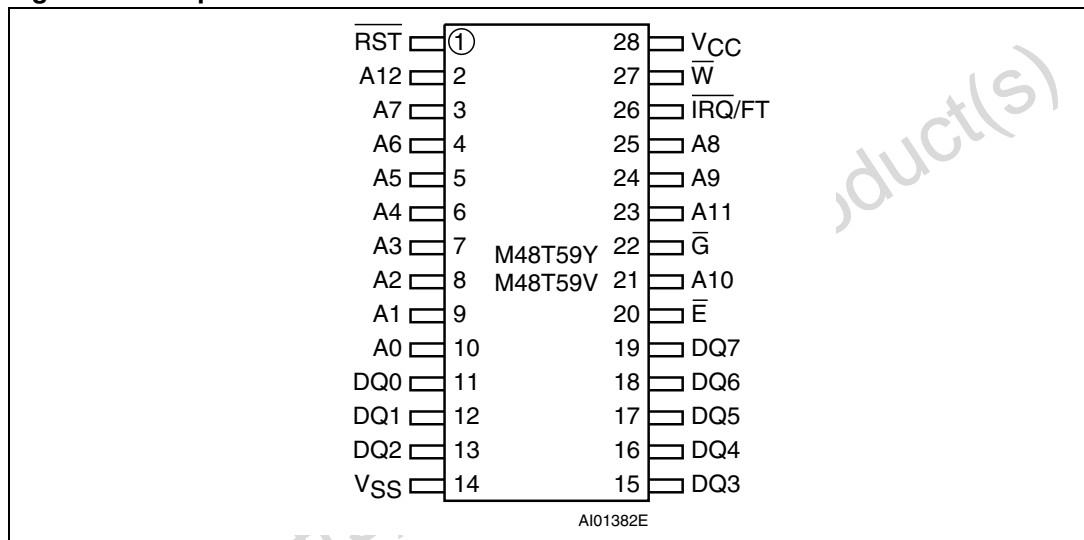 R̅S̅T̅ 1 28 VCC
A12 2 27 W̅
A7 3 26 I̅R̅Q̅/FT
A6 4 25 A8
A5 5 24 A9
A4 6 23 A11
A3 7 M48T59Y 22 G̅
A2 8 M48T59V 21 A10
A1 9 20 E̅
A0 10 19 DQ7
DQ0 11 18 DQ6
DQ1 12 17 DQ5
DQ2 13 16 DQ4
VSS 14 15 DQ3
AI01382E